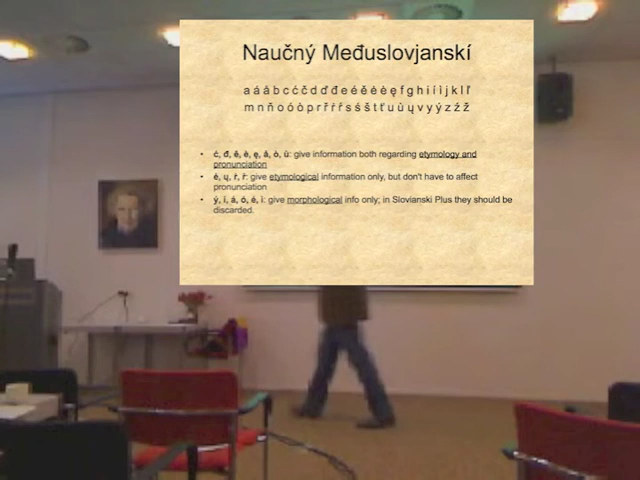 Naučný Međuslovjanskí
a á å b c ć č d ď đ e é ě ė è ę f g h i í ì j k l ľ
m n ň o ó ò p r ř ŕ s ś š t ť u ù ų v y ý z ź ž
• ć, đ, ě, è, ę, å, ò, ù: give information both regarding etymology and
pronunciation
give etymological information only, but don't have to affect
pronunciation
give morphological info only; in Slovianski Plus they should be
discarded.